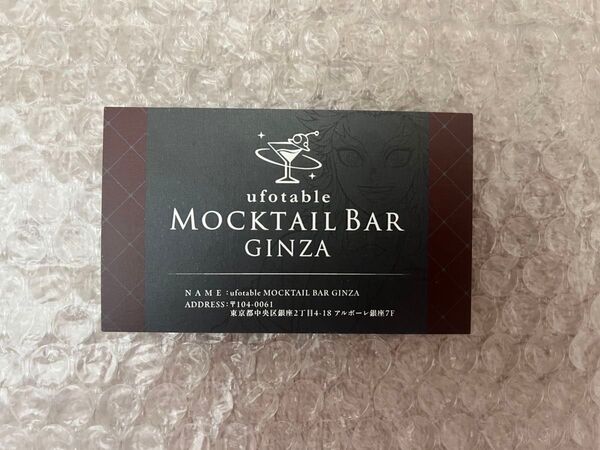 ufotable
MOCKTAIL BAR
GINZA
NAME:ufotable MOCKTAIL BAR GINZA
ADDRESS:〒104-0061
東京都中央区銀座2丁目4-18 アルボーレ銀座7F